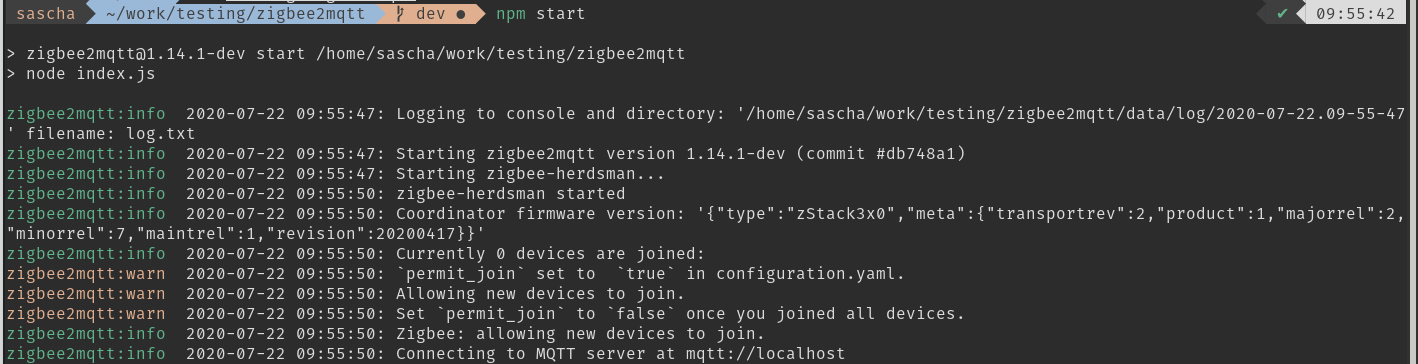 sascha ~/work/testing/zigbee2mqtt dev ● npm start ✔ 09:55:42
> zigbee2mqtt@1.14.1-dev start /home/sascha/work/testing/zigbee2mqtt
> node index.js
zigbee2mqtt:info  2020-07-22 09:55:47: Logging to console and directory: '/home/sascha/work/testing/zigbee2mqtt/data/log/2020-07-22.09-55-47
' filename: log.txt
zigbee2mqtt:info  2020-07-22 09:55:47: Starting zigbee2mqtt version 1.14.1-dev (commit #db748a1)
zigbee2mqtt:info  2020-07-22 09:55:47: Starting zigbee-herdsman...
zigbee2mqtt:info  2020-07-22 09:55:50: zigbee-herdsman started
zigbee2mqtt:info  2020-07-22 09:55:50: Coordinator firmware version: '{"type":"zStack3x0","meta":{"transportrev":2,"product":1,"majorrel":2,
"minorrel":7,"maintrel":1,"revision":20200417}}'
zigbee2mqtt:info  2020-07-22 09:55:50: Currently 0 devices are joined:
zigbee2mqtt:warn  2020-07-22 09:55:50: `permit_join` set to  `true` in configuration.yaml.
zigbee2mqtt:warn  2020-07-22 09:55:50: Allowing new devices to join.
zigbee2mqtt:warn  2020-07-22 09:55:50: Set `permit_join` to `false` once you joined all devices.
zigbee2mqtt:info  2020-07-22 09:55:50: Zigbee: allowing new devices to join.
zigbee2mqtt:info  2020-07-22 09:55:50: Connecting to MQTT server at mqtt://localhost